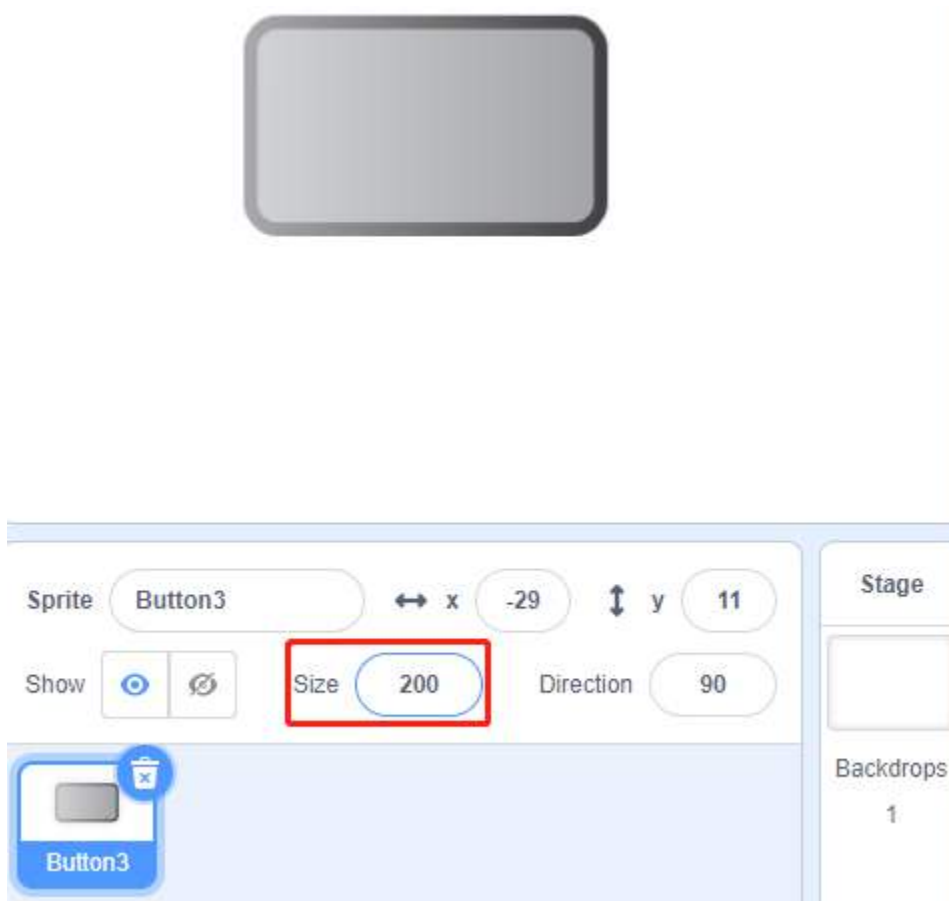 Sprite Button3 x -29 y 11
Show Size 200 Direction 90
Button3
Stage
Backdrops
1